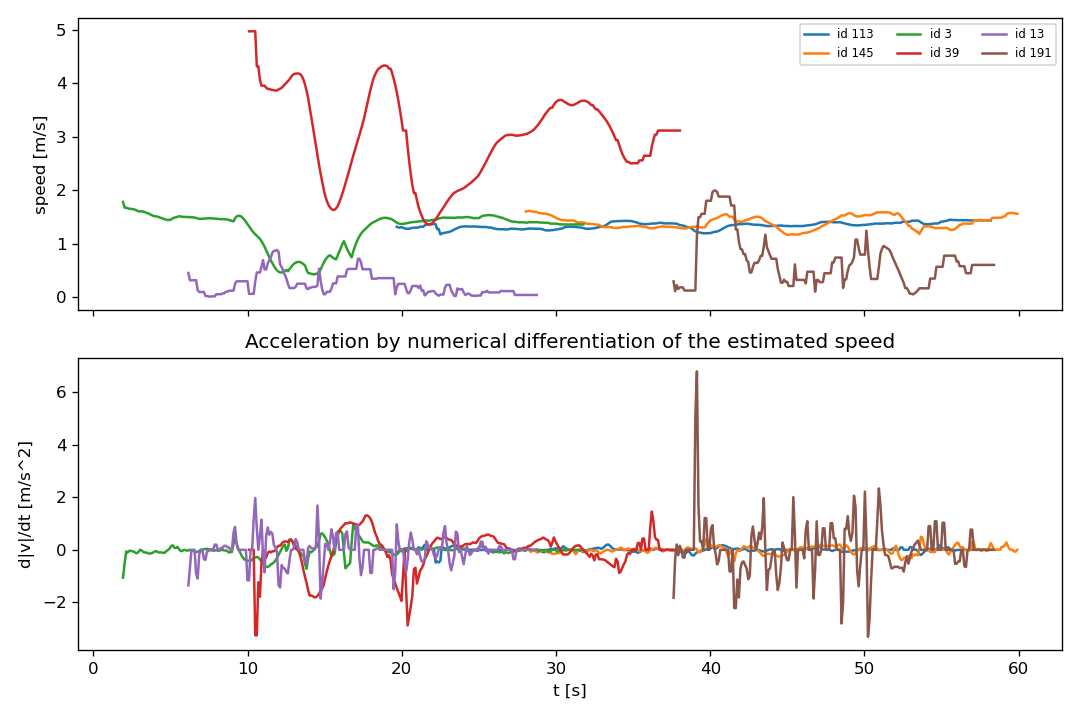 5
4
3
2
1
0
speed [m/s]
id 113 id 3 id 13
id 145 id 39 id 191
Acceleration by numerical differentiation of the estimated speed
6
4
2
0
−2
d|v|/dt [m/s^2]
0 10 20 30 40 50 60
t [s]